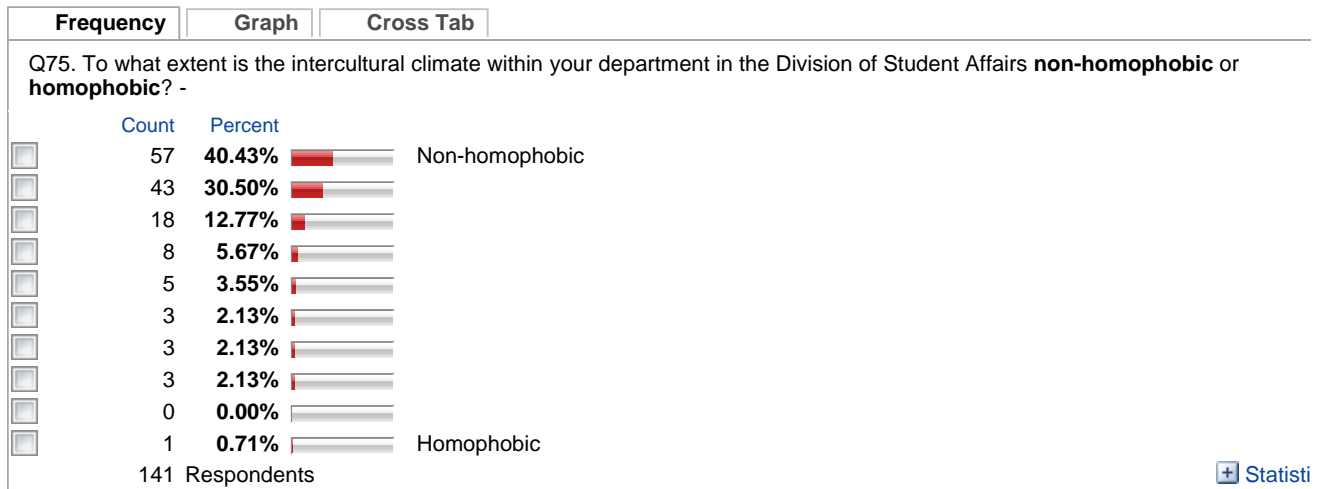 Frequency Graph Cross Tab
Q75. To what extent is the intercultural climate within your department in the Division of Student Affairs non-homophobic or
homophobic? -
Count Percent
57 40.43% Non-homophobic
43 30.50%
18 12.77%
8 5.67%
5 3.55%
3 2.13%
3 2.13%
3 2.13%
0 0.00%
1 0.71% Homophobic
141 Respondents + Statisti